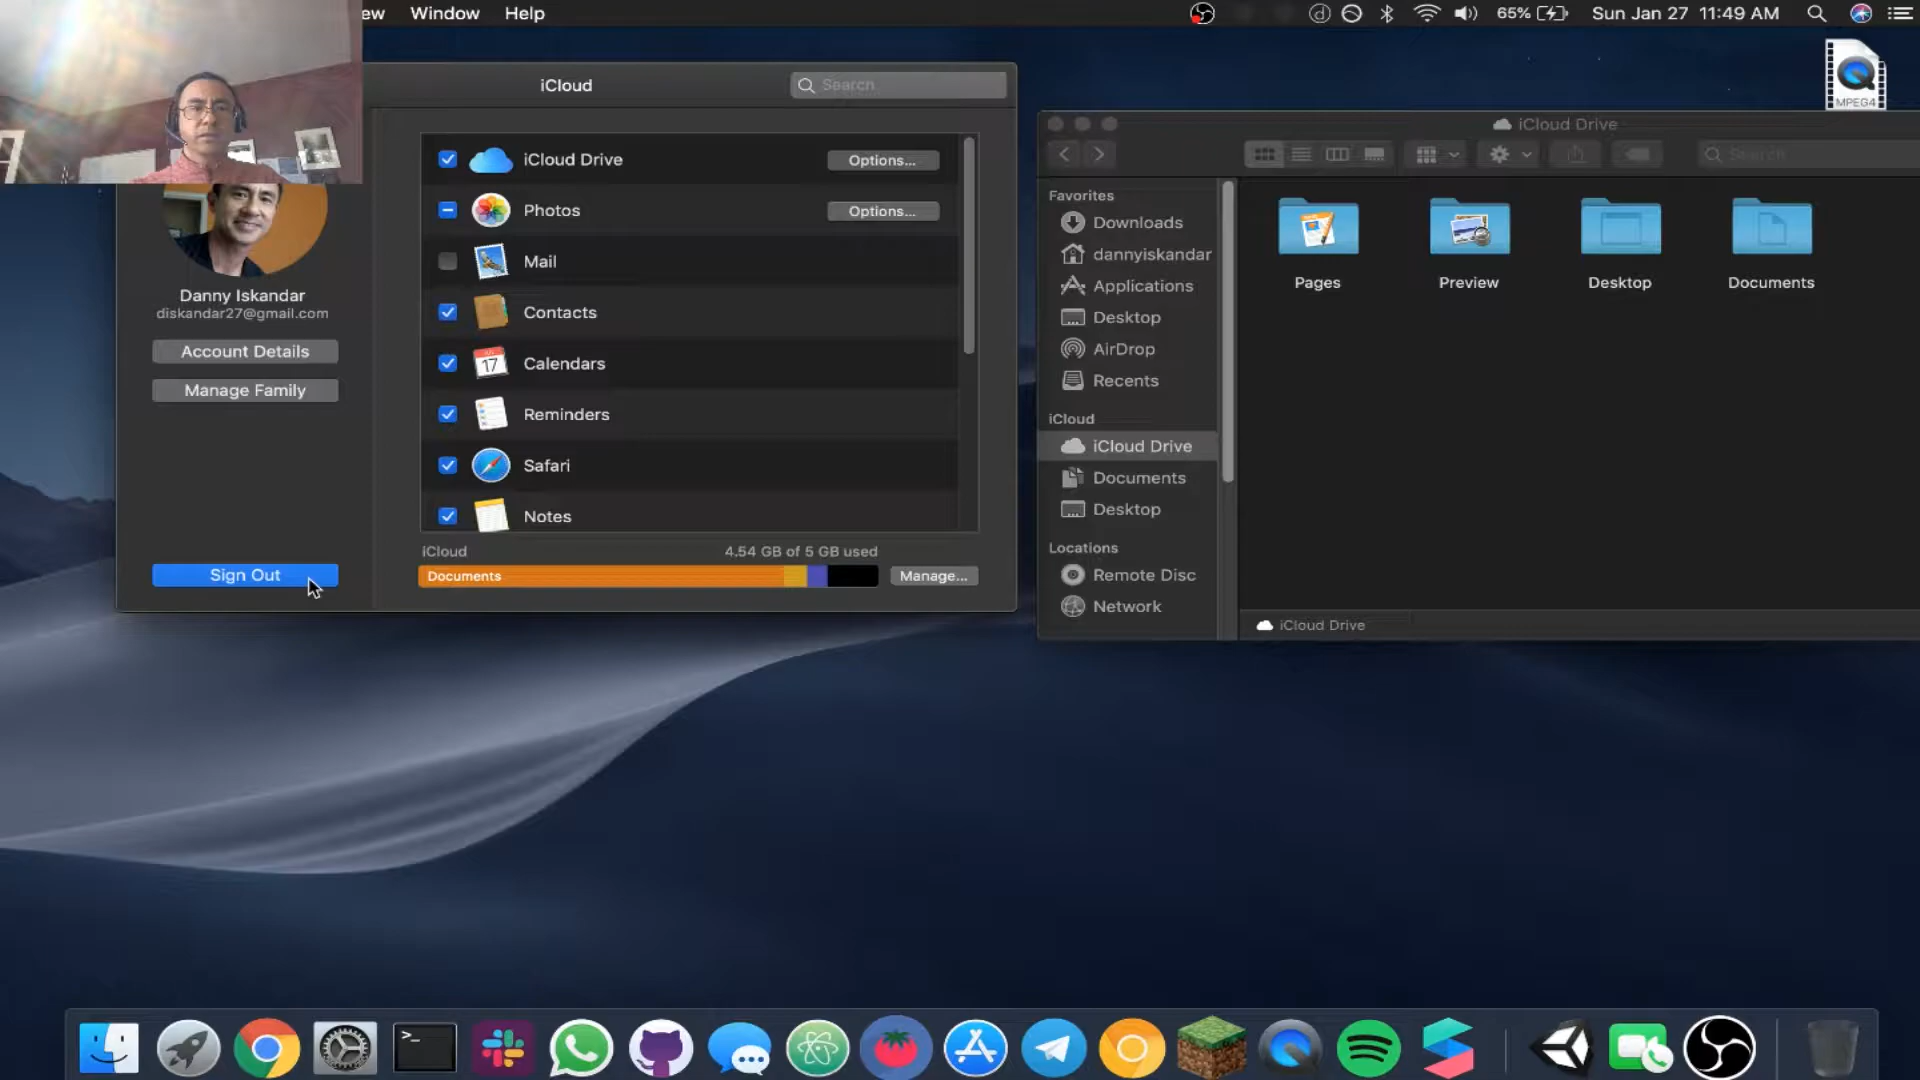 ew Window Help
65% Sun Jan 27 11:49 AM
iCloud
Search
iCloud Drive
Options...
Photos
Options...
Mail
Contacts
17
Calendars
Reminders
Safari
Notes
Danny Iskandar
diskandar27@gmail.com
Account Details
Manage Family
Sign Out
iCloud
4.54 GB of 5 GB used
Documents
Manage...
MPEG4
iCloud Drive
Search
Favorites
Downloads
dannyiskandar
Applications
Desktop
AirDrop
Recents
iCloud
iCloud Drive
Documents
Desktop
Locations
Remote Disc
Network
Pages
Preview
Desktop
Documents
iCloud Drive